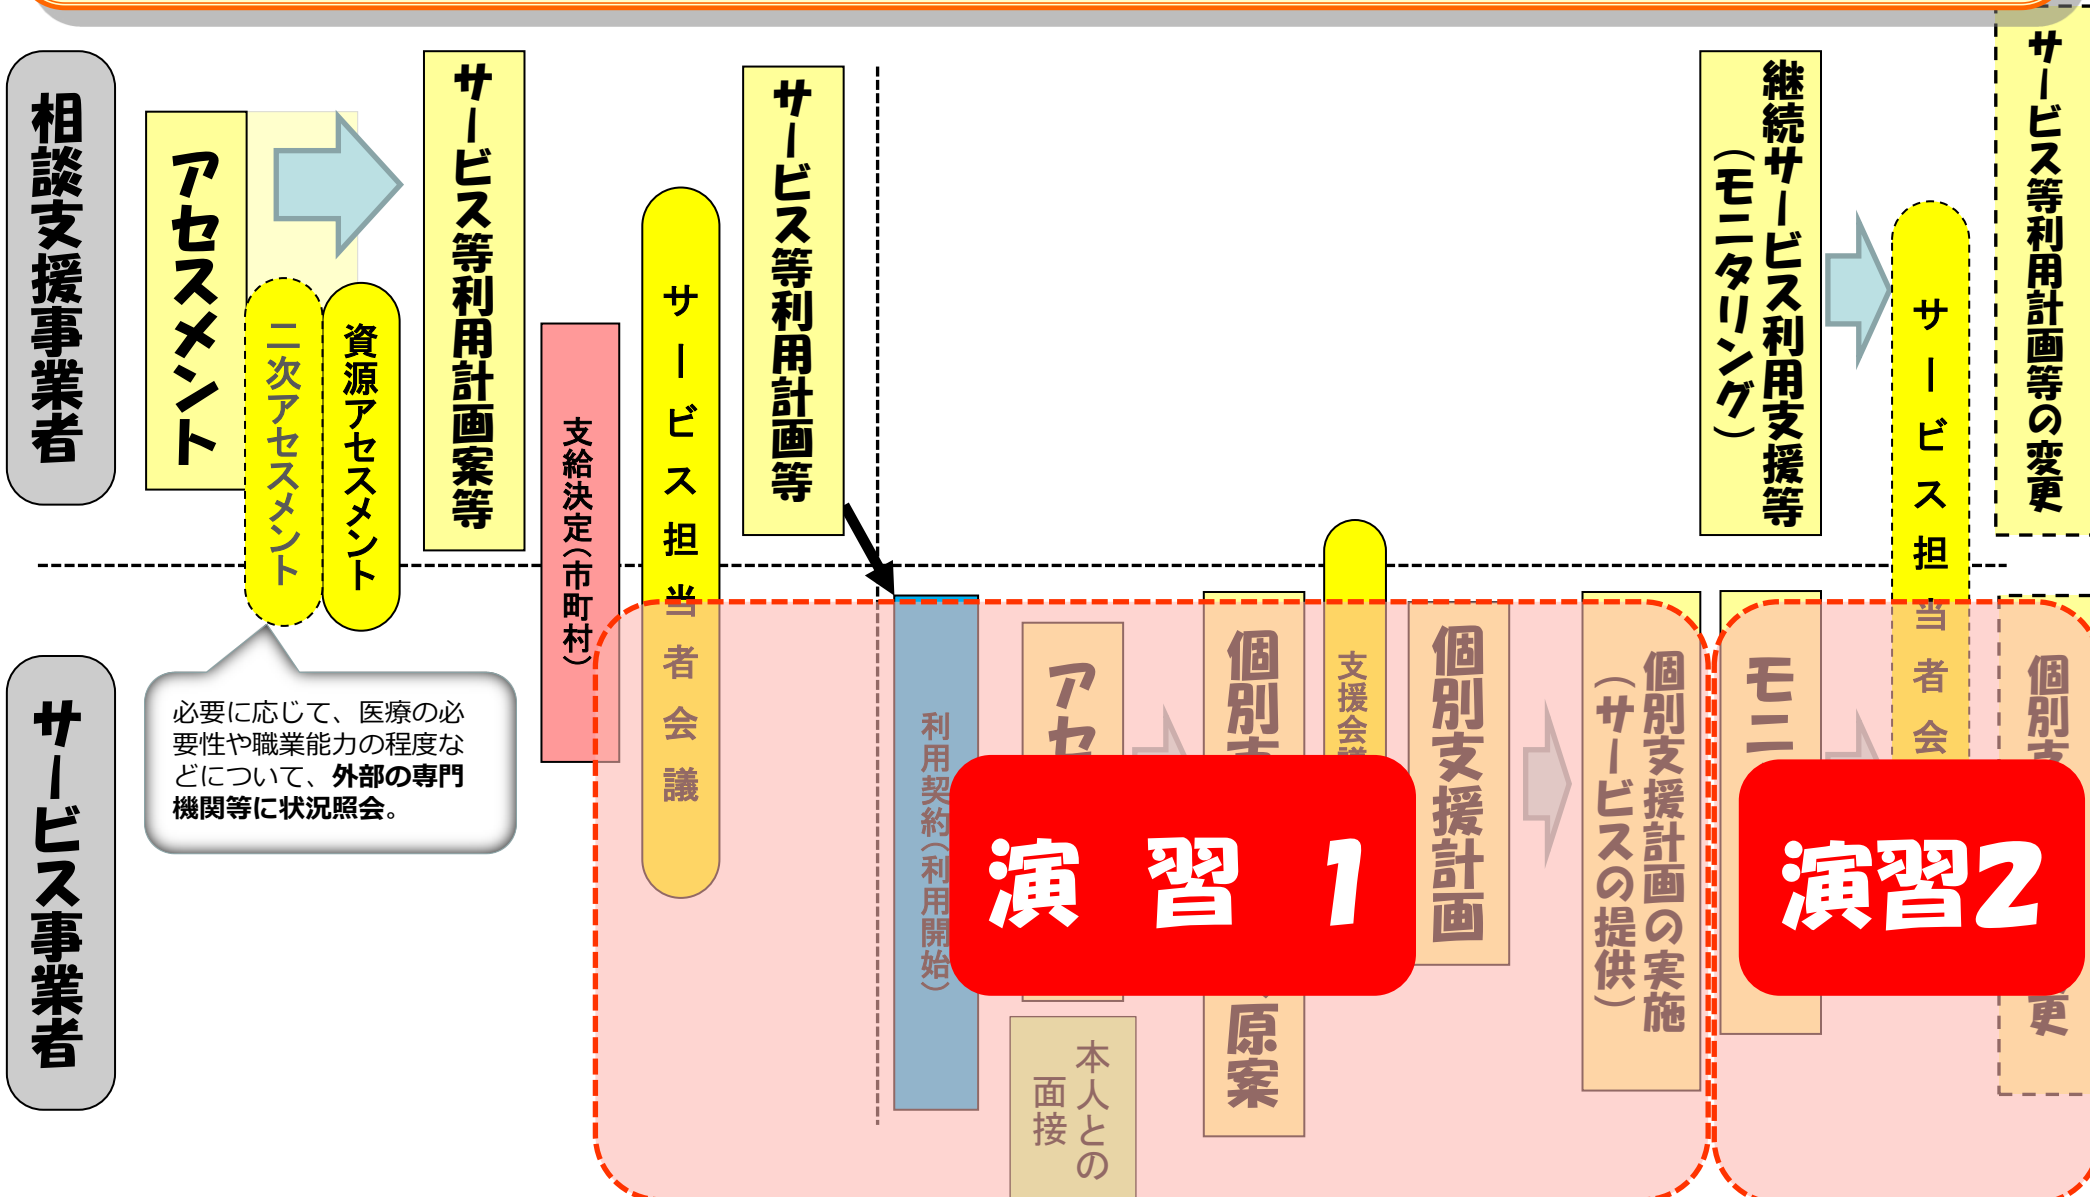 相談支援事業者
アセスメント
二次アセスメント
資源アセスメント
サービス等利用計画案等
支給決定（市町村）
サービス担当者会議
サービス等利用計画等
継続サービス利用支援等
（モニタリング）
サービス担当者会
サービス等利用計画等の変更
サービス事業者
必要に応じて、医療の必
要性や職業能力の程度な
どについて、外部の専門
機関等に状況照会。
利用契約（利用開始）
アセ
本人との
面接
個別支
原案
支援会議
個別支援計画
個別支援計画の実施
（サービスの提供）
モニ
個別支
更
演習1
演習2